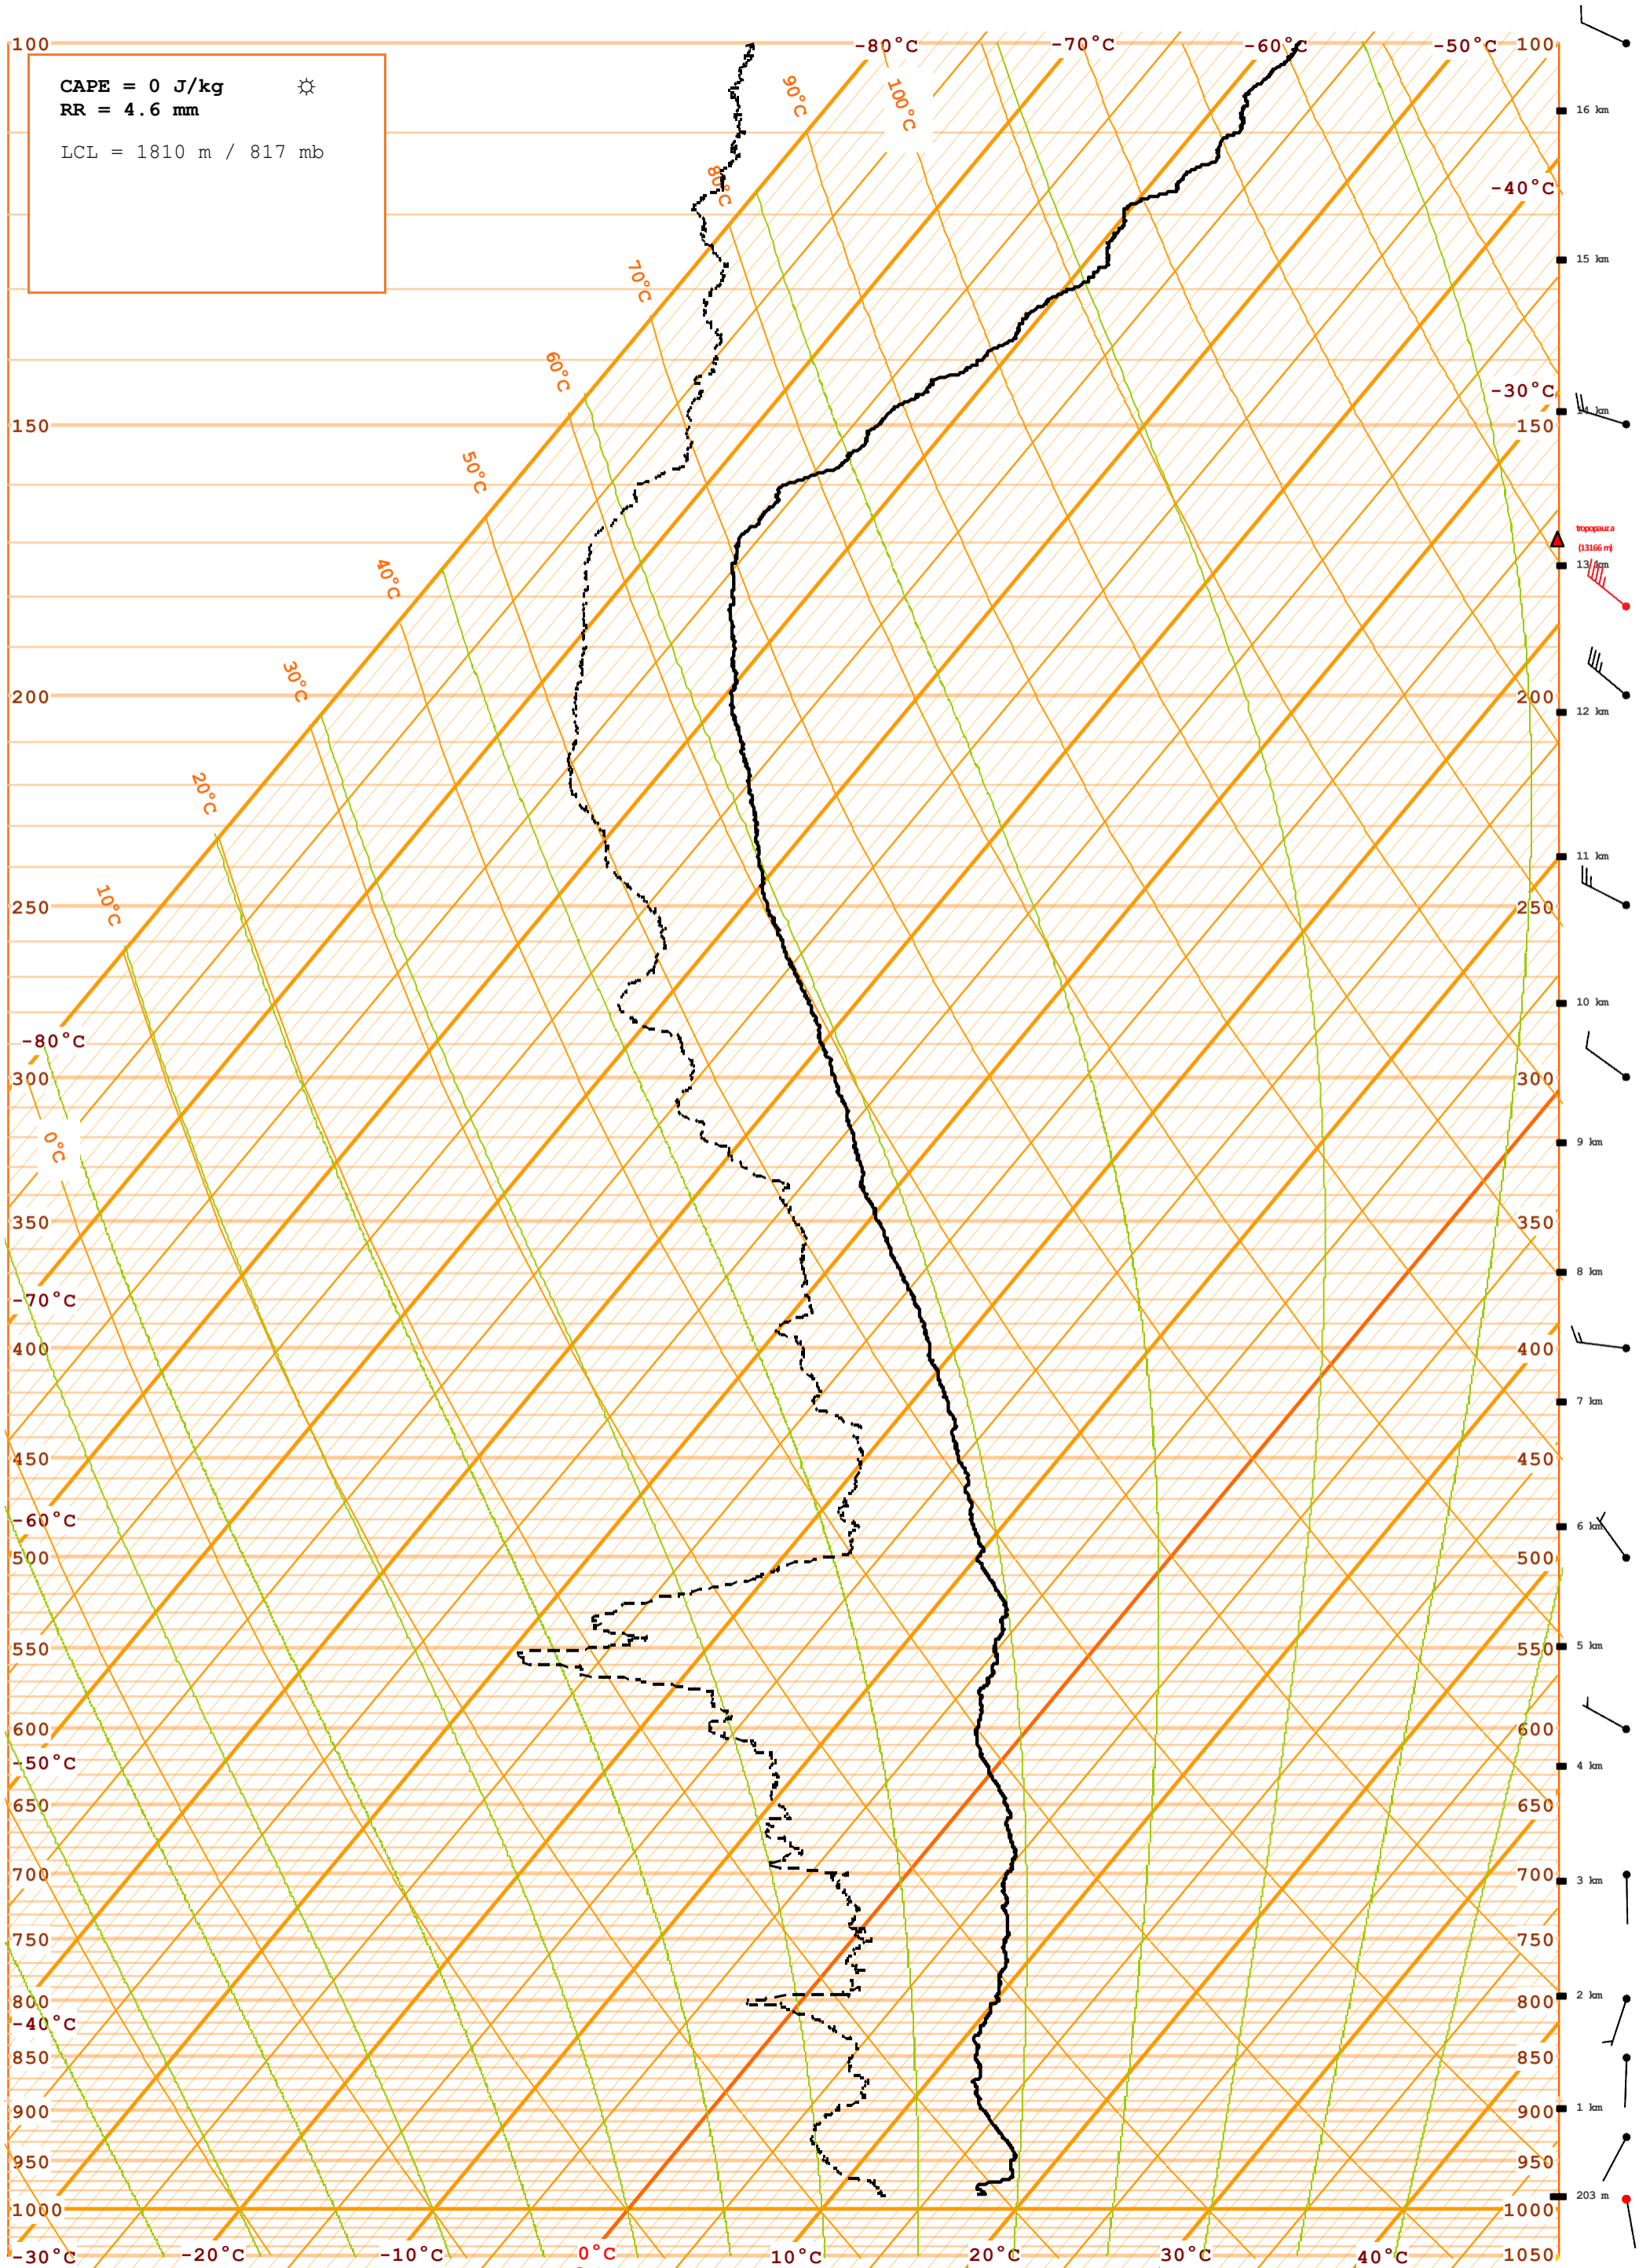 CAPE = 0 J/kg ☼
RR = 4.6 mm
LCL = 1810 m / 817 mb
100 -80°C -70°C -60°C -50°C 100
90°C 100°C
16 km
80°C
-40°C
15 km
70°C
60°C
-30°C
14 km
150 150
50°C
tropopauza
(13166 m)
13 km
40°C
30°C
200 200
12 km
20°C
11 km
10°C
250 250
10 km
-80°C
300 300
0°C
9 km
350 350
8 km
-70°C
400 400
7 km
450 450
-60°C
6 km
500 500
550 550
5 km
600 600
-50°C
4 km
650 650
700 700
3 km
750 750
2 km
800 800
-40°C
850 850
900 900
1 km
950 950
203 m
1000 1000
-30°C -20°C -10°C 0°C 10°C 20°C 30°C 40°C 1050